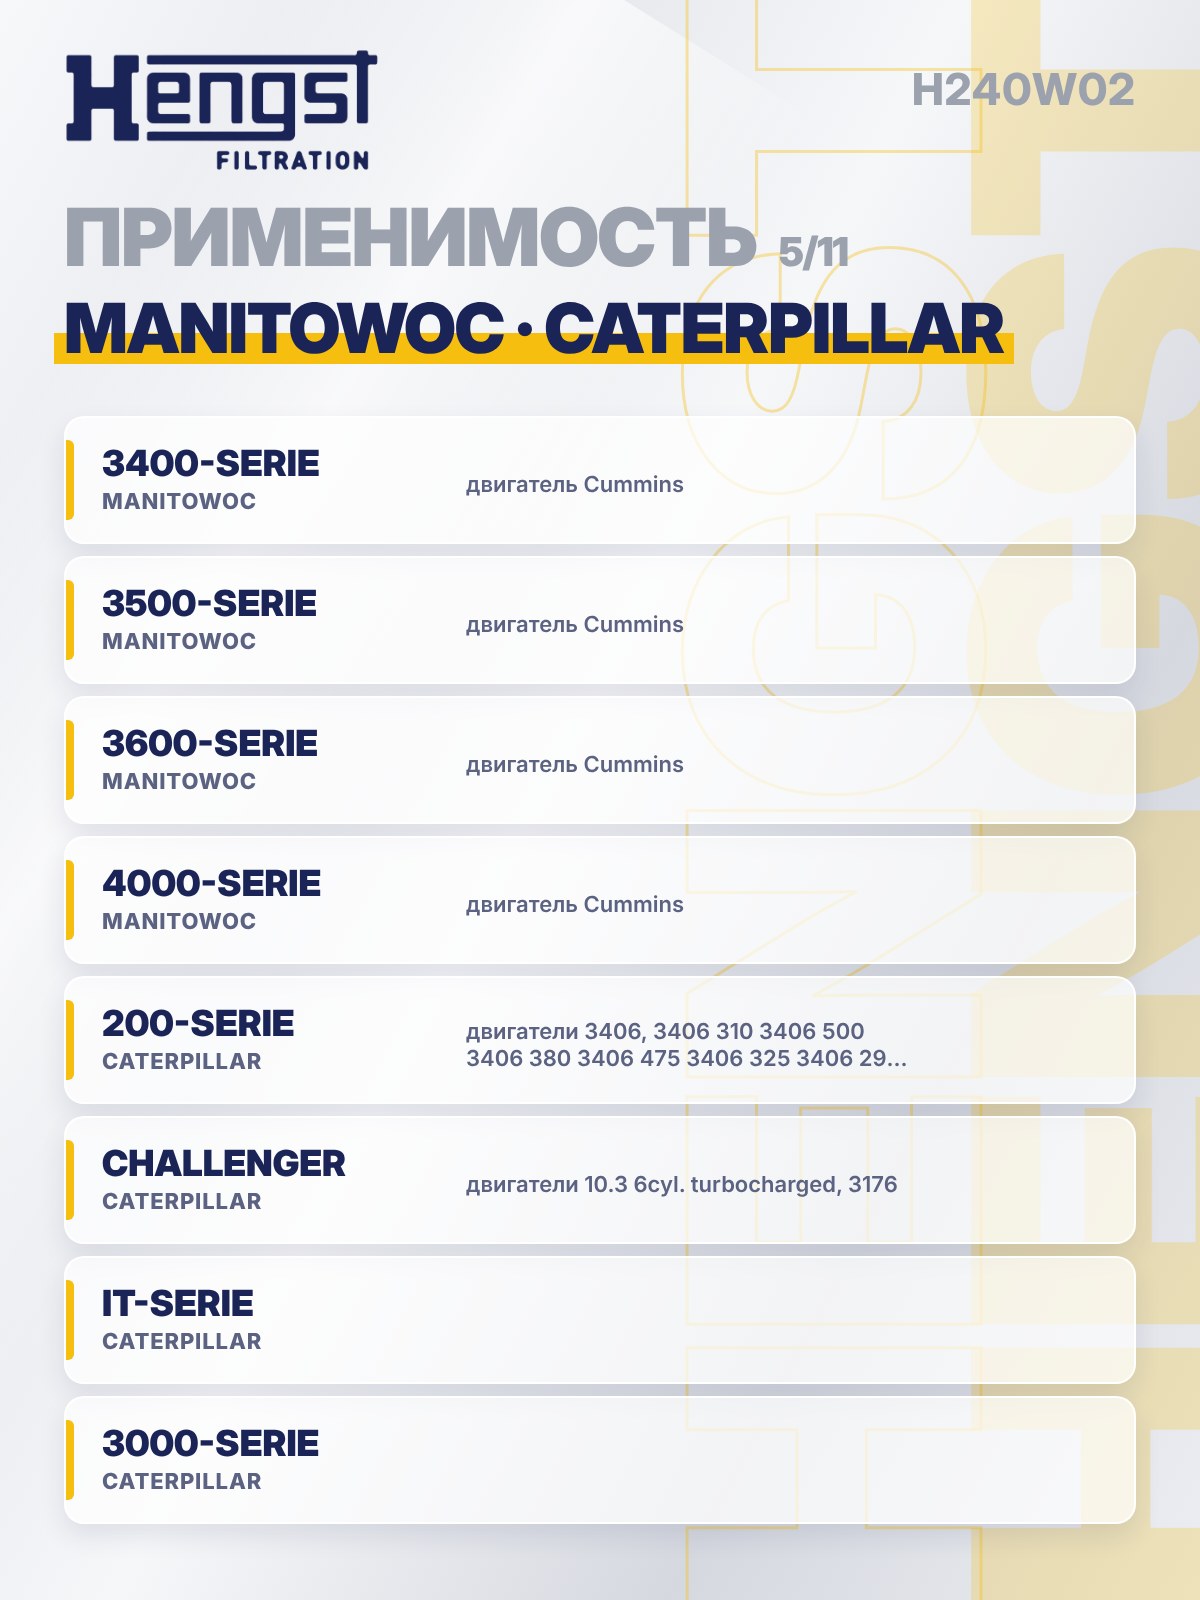 Hengst
FILTRATION
H240W02
ПРИМЕНИМОСТЬ 5/11
MANITOWOC · CATERPILLAR
3400-SERIE
MANITOWOC
двигатель Cummins
3500-SERIE
MANITOWOC
двигатель Cummins
3600-SERIE
MANITOWOC
двигатель Cummins
4000-SERIE
MANITOWOC
двигатель Cummins
200-SERIE
CATERPILLAR
двигатели 3406, 3406 310 3406 500
3406 380 3406 475 3406 325 3406 29...
CHALLENGER
CATERPILLAR
двигатели 10.3 6cyl. turbocharged, 3176
IT-SERIE
CATERPILLAR
3000-SERIE
CATERPILLAR
HENGST
HENGST